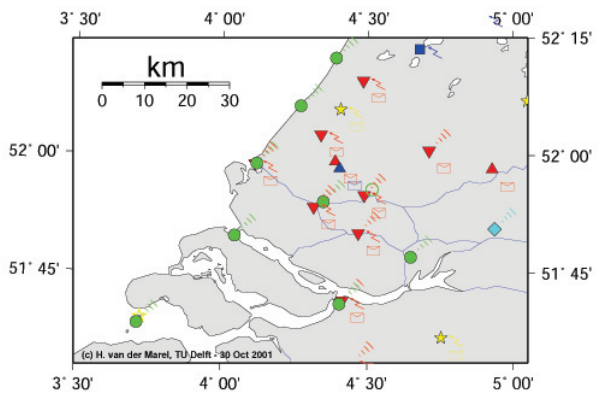 3˚ 30' 4˚ 00' 4˚ 30' 5˚ 00'
52˚ 15'
km
0 10 20 30
52˚ 00' 52˚ 00'
51˚ 45' 51˚ 45'
(c) H. van der Marel, TU Delft - 30 Oct 2001
3˚ 30' 4˚ 00' 4˚ 30' 5˚ 00'